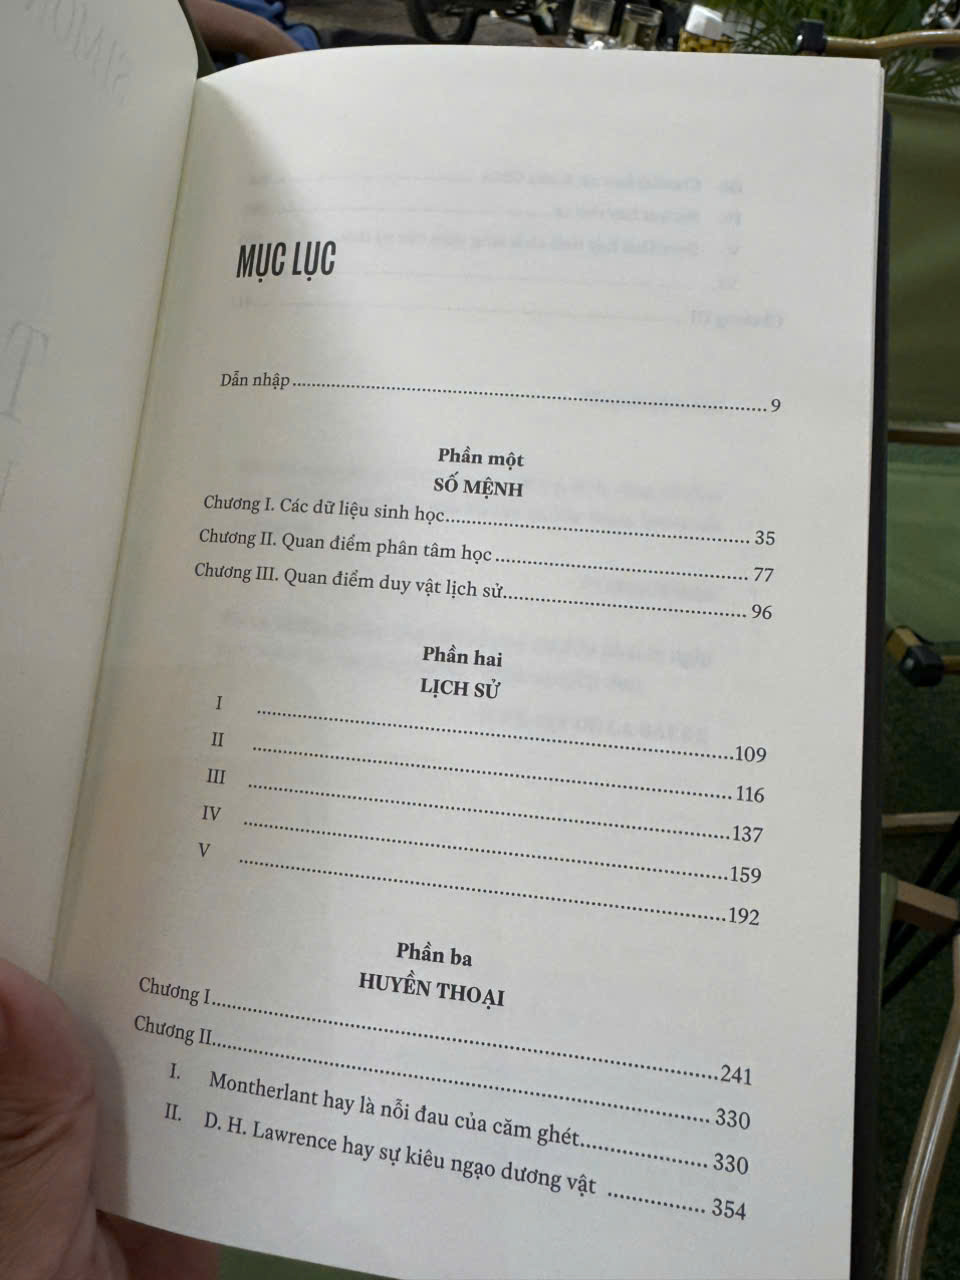 MỤC LỤC
Dẫn nhập 9
Phần một
SỐ MỆNH
Chương I. Các dữ liệu sinh học 35
Chương II. Quan điểm phân tâm học 77
Chương III. Quan điểm duy vật lịch sử 96
Phần hai
LỊCH SỬ
I 109
II 116
III 137
IV 159
V 192
Phần ba
HUYỀN THOẠI
Chương I 241
Chương II 330
I. Montherlant hay là nỗi đau của căm ghét 330
II. D. H. Lawrence hay sự kiêu ngạo dương vật 354